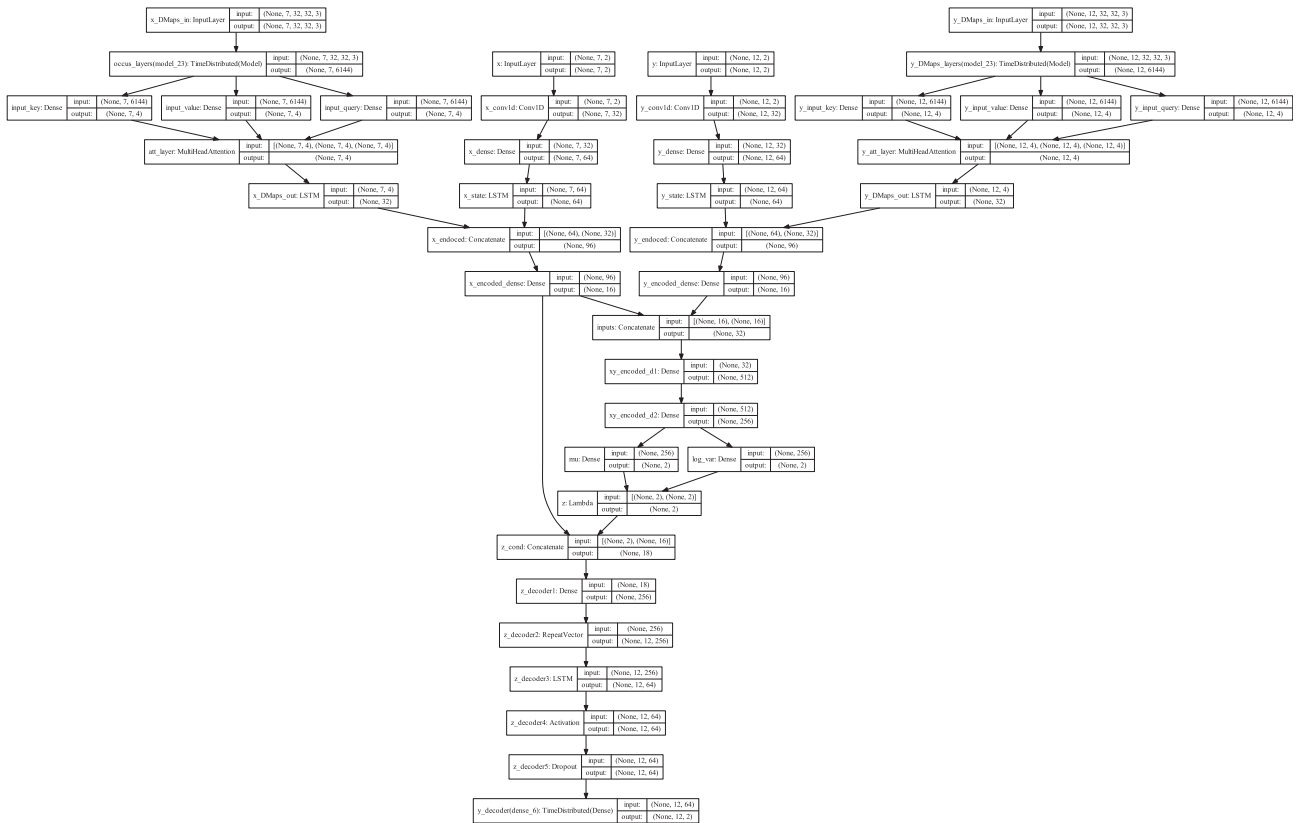 x_DMaps_in: InputLayer input: (None, 7, 32, 32, 3) output: (None, 7, 32, 32, 3)
y_DMaps_in: InputLayer input: (None, 12, 32, 32, 3) output: (None, 12, 32, 32, 3)
occus_layers(model_23): TimeDistributed(Model) input: (None, 7, 32, 32, 3) output: (None, 7, 6144)
x: InputLayer input: (None, 7, 2) output: (None, 7, 2)
y: InputLayer input: (None, 12, 2) output: (None, 12, 2)
y_DMaps_layers(model_23): TimeDistributed(Model) input: (None, 12, 32, 32, 3) output: (None, 12, 6144)
input_key: Dense input: (None, 7, 6144) output: (None, 7, 4)
input_value: Dense input: (None, 7, 6144) output: (None, 7, 4)
input_query: Dense input: (None, 7, 6144) output: (None, 7, 4)
x_conv1d: Conv1D input: (None, 7, 2) output: (None, 7, 32)
y_conv1d: Conv1D input: (None, 12, 2) output: (None, 12, 32)
y_input_key: Dense input: (None, 12, 6144) output: (None, 12, 4)
y_input_value: Dense input: (None, 12, 6144) output: (None, 12, 4)
y_input_query: Dense input: (None, 12, 6144) output: (None, 12, 4)
att_layer: MultiHeadAttention input: [(None, 7, 4), (None, 7, 4), (None, 7, 4)] output: (None, 7, 4)
x_dense: Dense input: (None, 7, 32) output: (None, 7, 64)
y_dense: Dense input: (None, 12, 32) output: (None, 12, 64)
y_att_layer: MultiHeadAttention input: [(None, 12, 4), (None, 12, 4), (None, 12, 4)] output: (None, 12, 4)
x_DMaps_out: LSTM input: (None, 7, 4) output: (None, 32)
x_state: LSTM input: (None, 7, 64) output: (None, 64)
y_state: LSTM input: (None, 12, 64) output: (None, 64)
y_DMaps_out: LSTM input: (None, 12, 4) output: (None, 32)
x_endoced: Concatenate input: [(None, 64), (None, 32)] output: (None, 96)
y_endoced: Concatenate input: [(None, 64), (None, 32)] output: (None, 96)
x_encoded_dense: Dense input: (None, 96) output: (None, 16)
y_encoded_dense: Dense input: (None, 96) output: (None, 16)
inputs: Concatenate input: [(None, 16), (None, 16)] output: (None, 32)
xy_encoded_d1: Dense input: (None, 32) output: (None, 512)
xy_encoded_d2: Dense input: (None, 512) output: (None, 256)
mu: Dense input: (None, 256) output: (None, 2)
log_var: Dense input: (None, 256) output: (None, 2)
z: Lambda input: [(None, 2), (None, 2)] output: (None, 2)
z_cond: Concatenate input: [(None, 2), (None, 16)] output: (None, 18)
z_decoder1: Dense input: (None, 18) output: (None, 256)
z_decoder2: RepeatVector input: (None, 256) output: (None, 12, 256)
z_decoder3: LSTM input: (None, 12, 256) output: (None, 12, 64)
z_decoder4: Activation input: (None, 12, 64) output: (None, 12, 64)
z_decoder5: Dropout input: (None, 12, 64) output: (None, 12, 64)
y_decoder(dense_6): TimeDistributed(Dense) input: (None, 12, 64) output: (None, 12, 2)